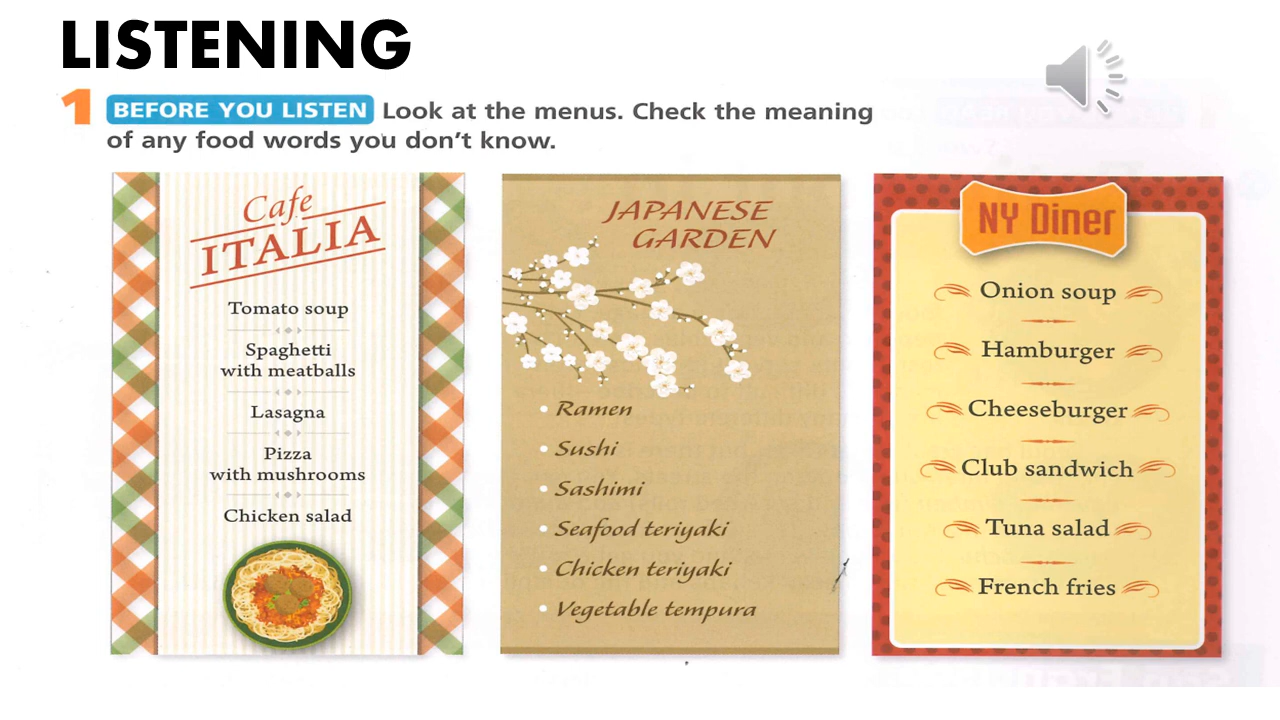 LISTENING
1 BEFORE YOU LISTEN Look at the menus. Check the meaning
of any food words you don't know.
Cafe
ITALIA
Tomato soup
Spaghetti
with meatballs
Lasagna
Pizza
with mushrooms
Chicken salad
JAPANESE
GARDEN
• Ramen
• Sushi
• Sashimi
• Seafood teriyaki
• Chicken teriyaki
• Vegetable tempura
NY Diner
Onion soup
Hamburger
Cheeseburger
Club sandwich
Tuna salad
French fries